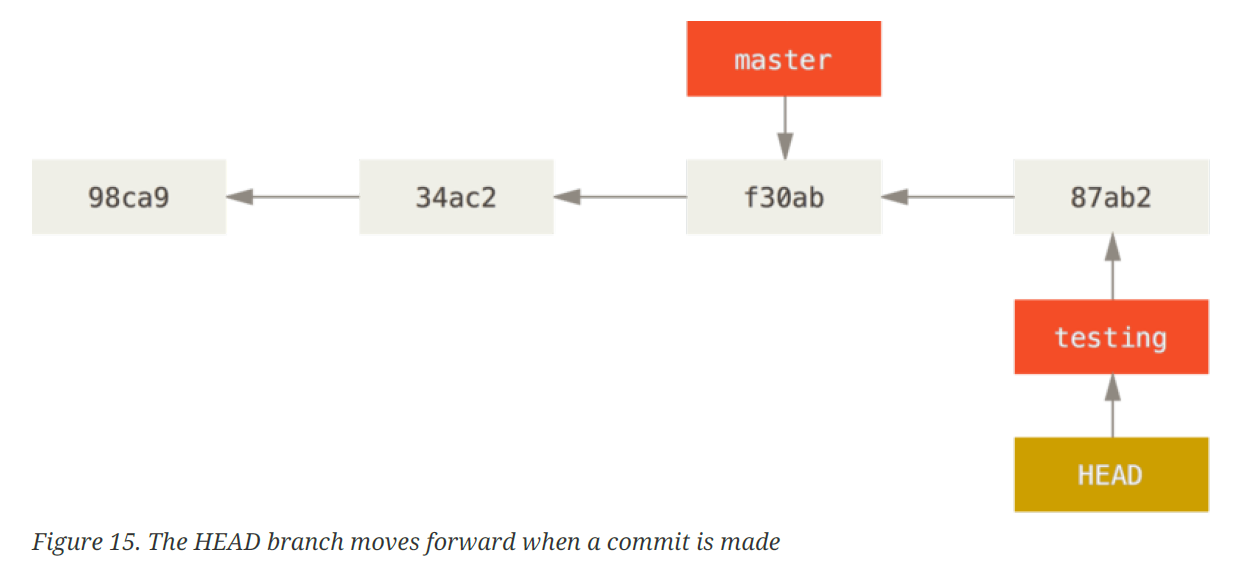 master
98ca9
34ac2
f30ab
87ab2
testing
HEAD
Figure 15. The HEAD branch moves forward when a commit is made